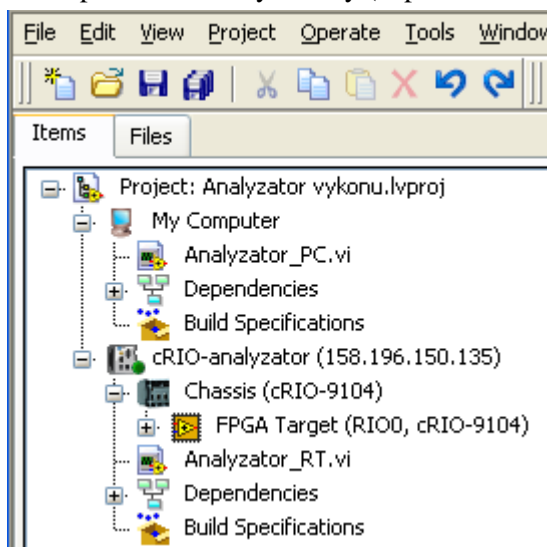 File Edit View Project Operate Tools Window
Items Files
Project: Analyzator vykonu.lvproj
My Computer
Analyzator_PC.vi
Dependencies
Build Specifications
cRIO-analyzator (158.196.150.135)
Chassis (cRIO-9104)
FPGA Target (RIO0, cRIO-9104)
Analyzator_RT.vi
Dependencies
Build Specifications